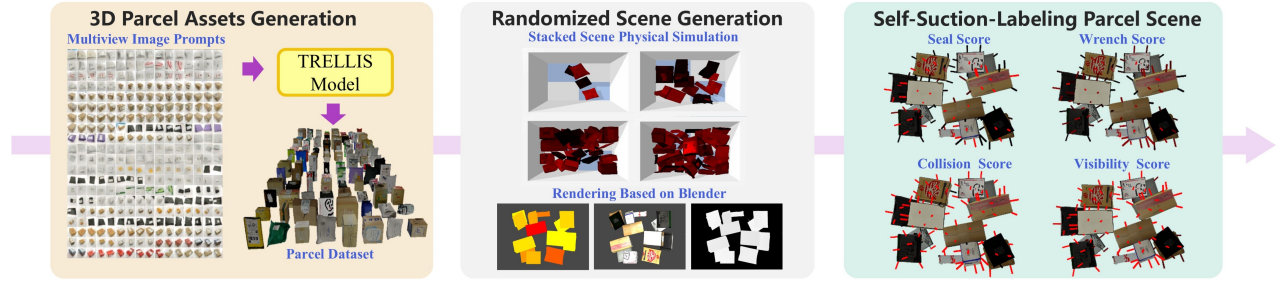 3D Parcel Assets Generation
Multiview Image Prompts
TRELLIS
Model
Parcel Dataset
Randomized Scene Generation
Stacked Scene Physical Simulation
Rendering Based on Blender
Self-Suction-Labeling Parcel Scene
Seal Score
Wrench Score
Collision Score
Visibility Score